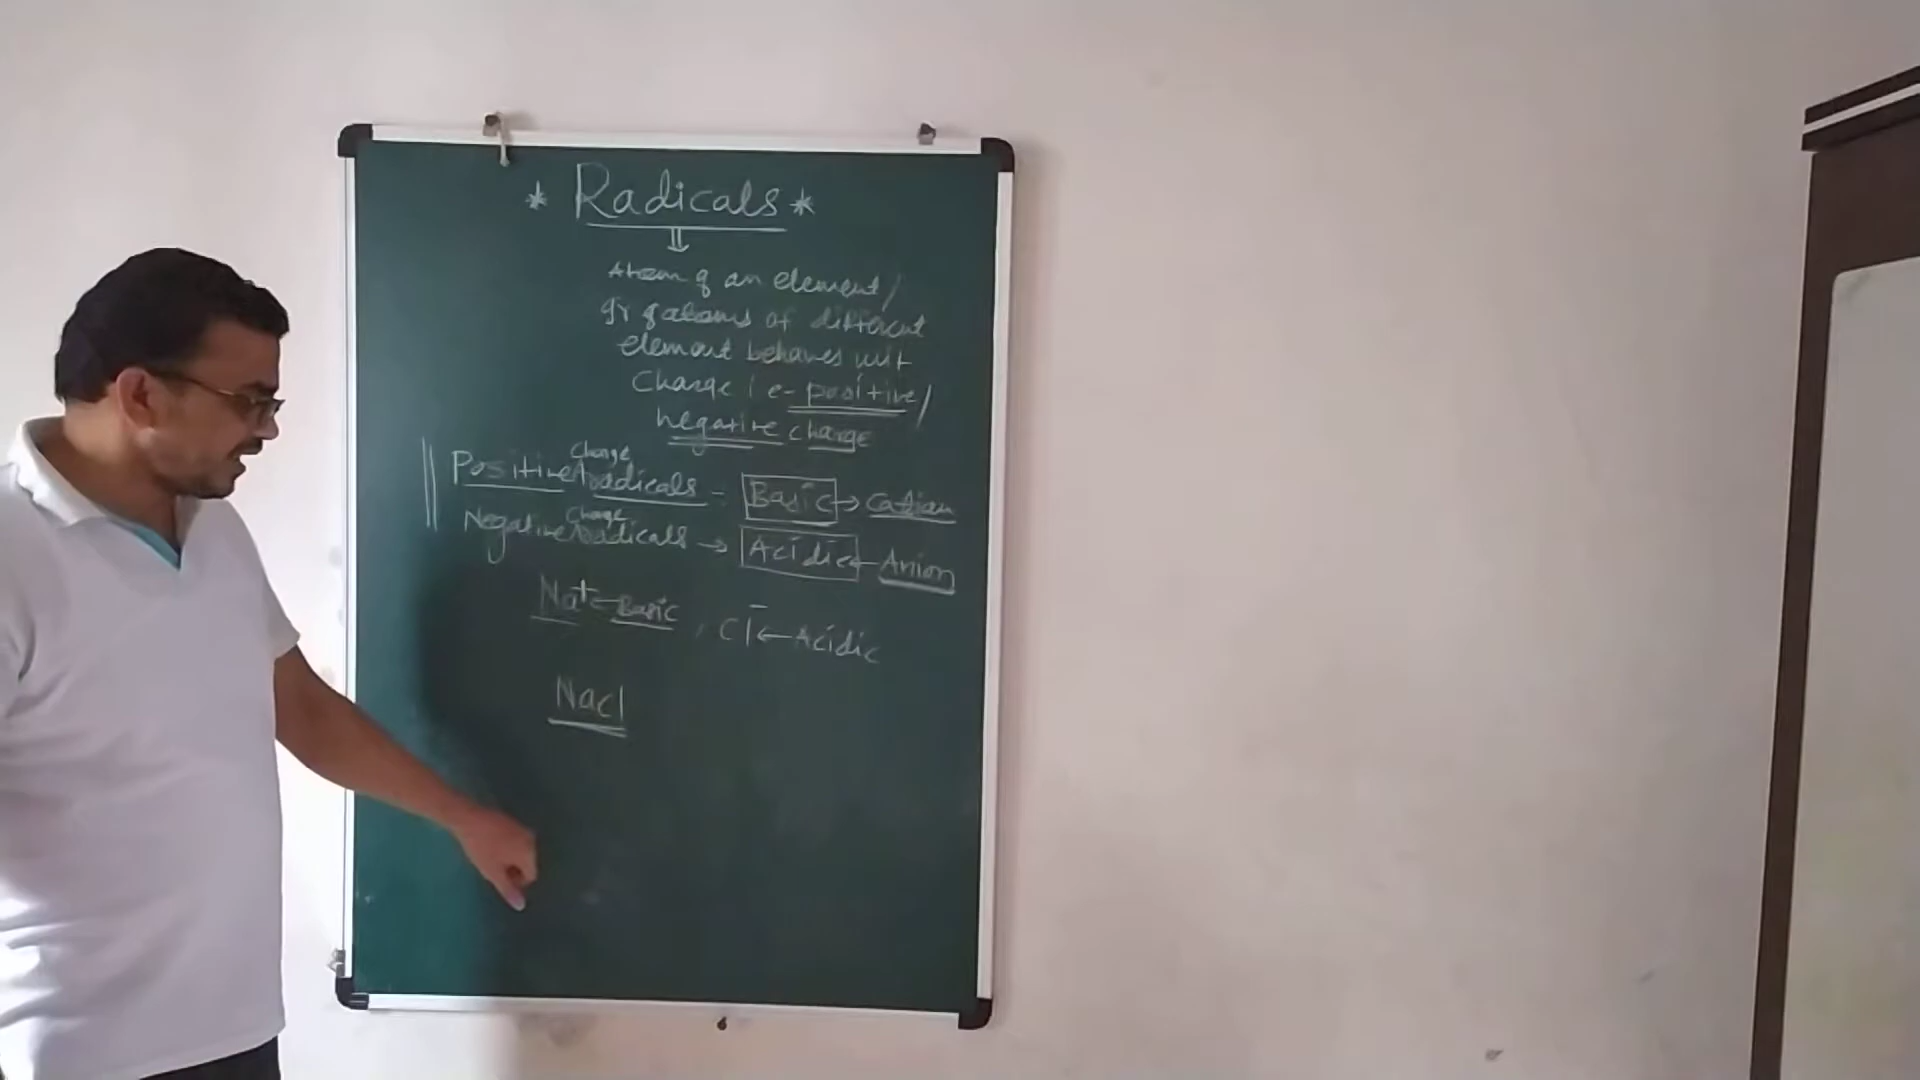 * Radicals *
Atom of an element/
gr of atoms of different
element behaves wit
Charge i e- positive/
negative charge
Positive Charge radicals - Basic → Cation
Negative Charge radicals → Acidic ← Anion
Na+ ← Basic , Cl- ← Acidic
Nacl